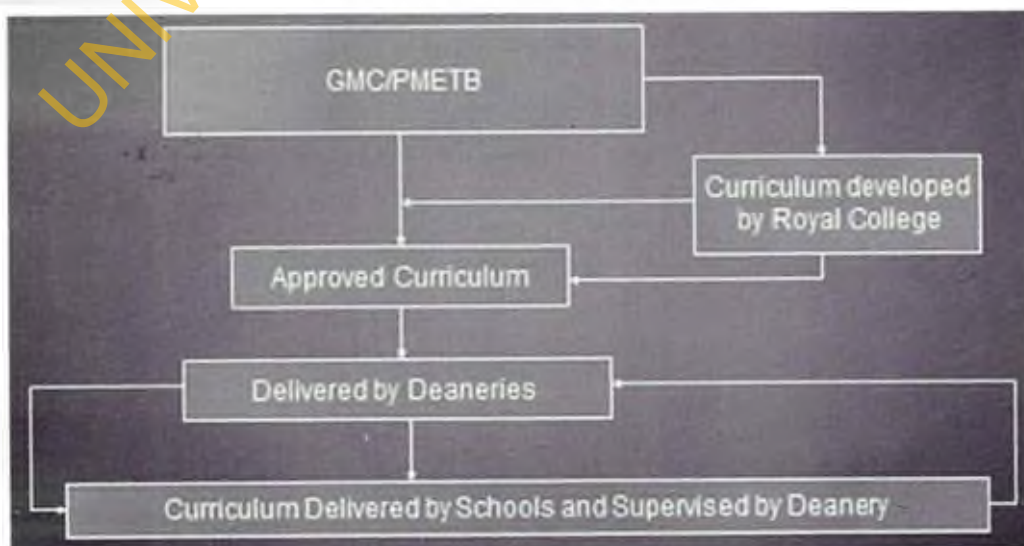 UNIV
GMC/PMETB
Curriculum developed
by Royal College
Approved Curriculum
Delivered by Deaneries
Curriculum Delivered by Schools and Supervised by Deanery